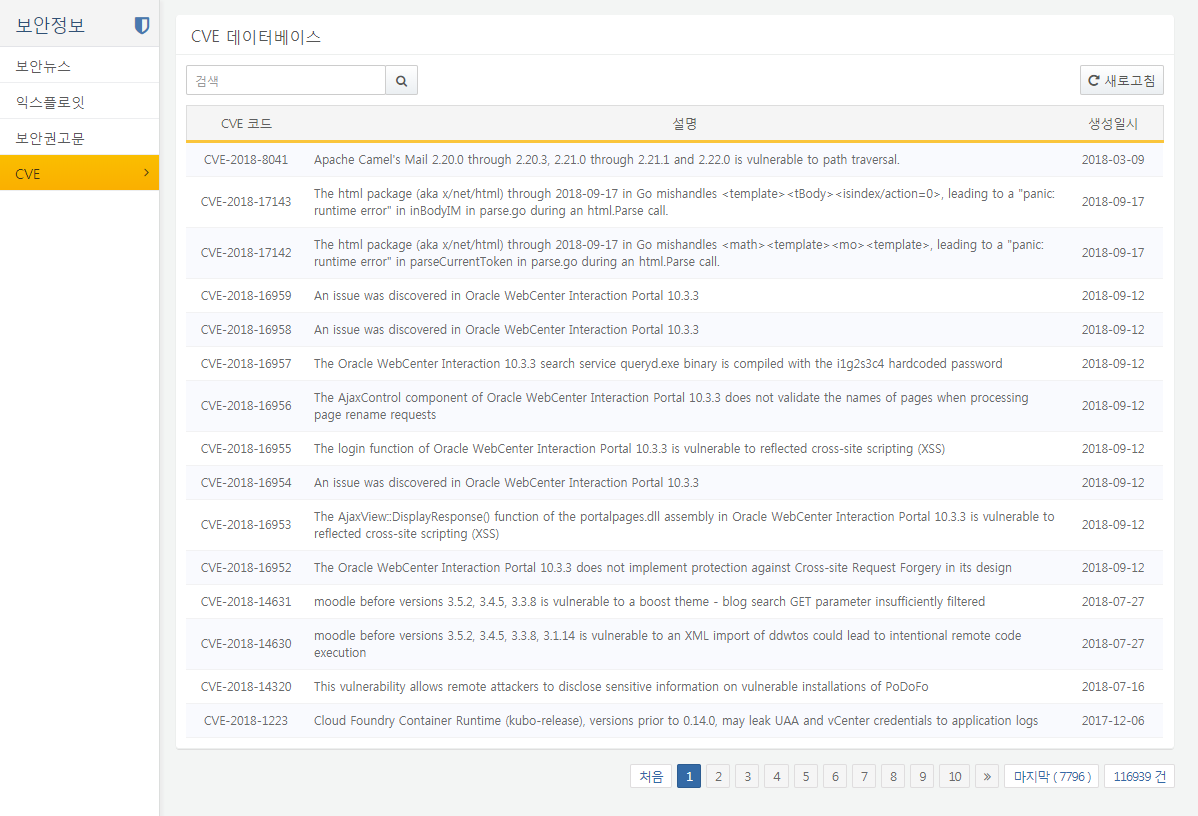 보안정보
보안뉴스
익스플로잇
보안권고문
CVE
CVE 데이터베이스
검색
새로고침
CVE 코드 설명 생성일시
CVE-2018-8041 Apache Camel's Mail 2.20.0 through 2.20.3, 2.21.0 through 2.21.1 and 2.22.0 is vulnerable to path traversal. 2018-03-09
CVE-2018-17143 The html package (aka x/net/html) through 2018-09-17 in Go mishandles <template><tBody><isindex/action=0>, leading to a "panic: 2018-09-17
runtime error" in inBodyIM in parse.go during an html.Parse call.
CVE-2018-17142 The html package (aka x/net/html) through 2018-09-17 in Go mishandles <math><template><mo><template>, leading to a "panic: 2018-09-17
runtime error" in parseCurrentToken in parse.go during an html.Parse call.
CVE-2018-16959 An issue was discovered in Oracle WebCenter Interaction Portal 10.3.3 2018-09-12
CVE-2018-16958 An issue was discovered in Oracle WebCenter Interaction Portal 10.3.3 2018-09-12
CVE-2018-16957 The Oracle WebCenter Interaction 10.3.3 search service queryd.exe binary is compiled with the i1g2s3c4 hardcoded password 2018-09-12
CVE-2018-16956 The AjaxControl component of Oracle WebCenter Interaction Portal 10.3.3 does not validate the names of pages when processing 2018-09-12
page rename requests
CVE-2018-16955 The login function of Oracle WebCenter Interaction Portal 10.3.3 is vulnerable to reflected cross-site scripting (XSS) 2018-09-12
CVE-2018-16954 An issue was discovered in Oracle WebCenter Interaction Portal 10.3.3 2018-09-12
CVE-2018-16953 The AjaxView::DisplayResponse() function of the portalpages.dll assembly in Oracle WebCenter Interaction Portal 10.3.3 is vulnerable to 2018-09-12
reflected cross-site scripting (XSS)
CVE-2018-16952 The Oracle WebCenter Interaction Portal 10.3.3 does not implement protection against Cross-site Request Forgery in its design 2018-09-12
CVE-2018-14631 moodle before versions 3.5.2, 3.4.5, 3.3.8 is vulnerable to a boost theme - blog search GET parameter insufficiently filtered 2018-07-27
CVE-2018-14630 moodle before versions 3.5.2, 3.4.5, 3.3.8, 3.1.14 is vulnerable to an XML import of ddwtos could lead to intentional remote code 2018-07-27
execution
CVE-2018-14320 This vulnerability allows remote attackers to disclose sensitive information on vulnerable installations of PoDoFo 2018-07-16
CVE-2018-1223 Cloud Foundry Container Runtime (kubo-release), versions prior to 0.14.0, may leak UAA and vCenter credentials to application logs 2017-12-06
처음 1 2 3 4 5 6 7 8 9 10 » 마지막 ( 7796 ) 116939 건